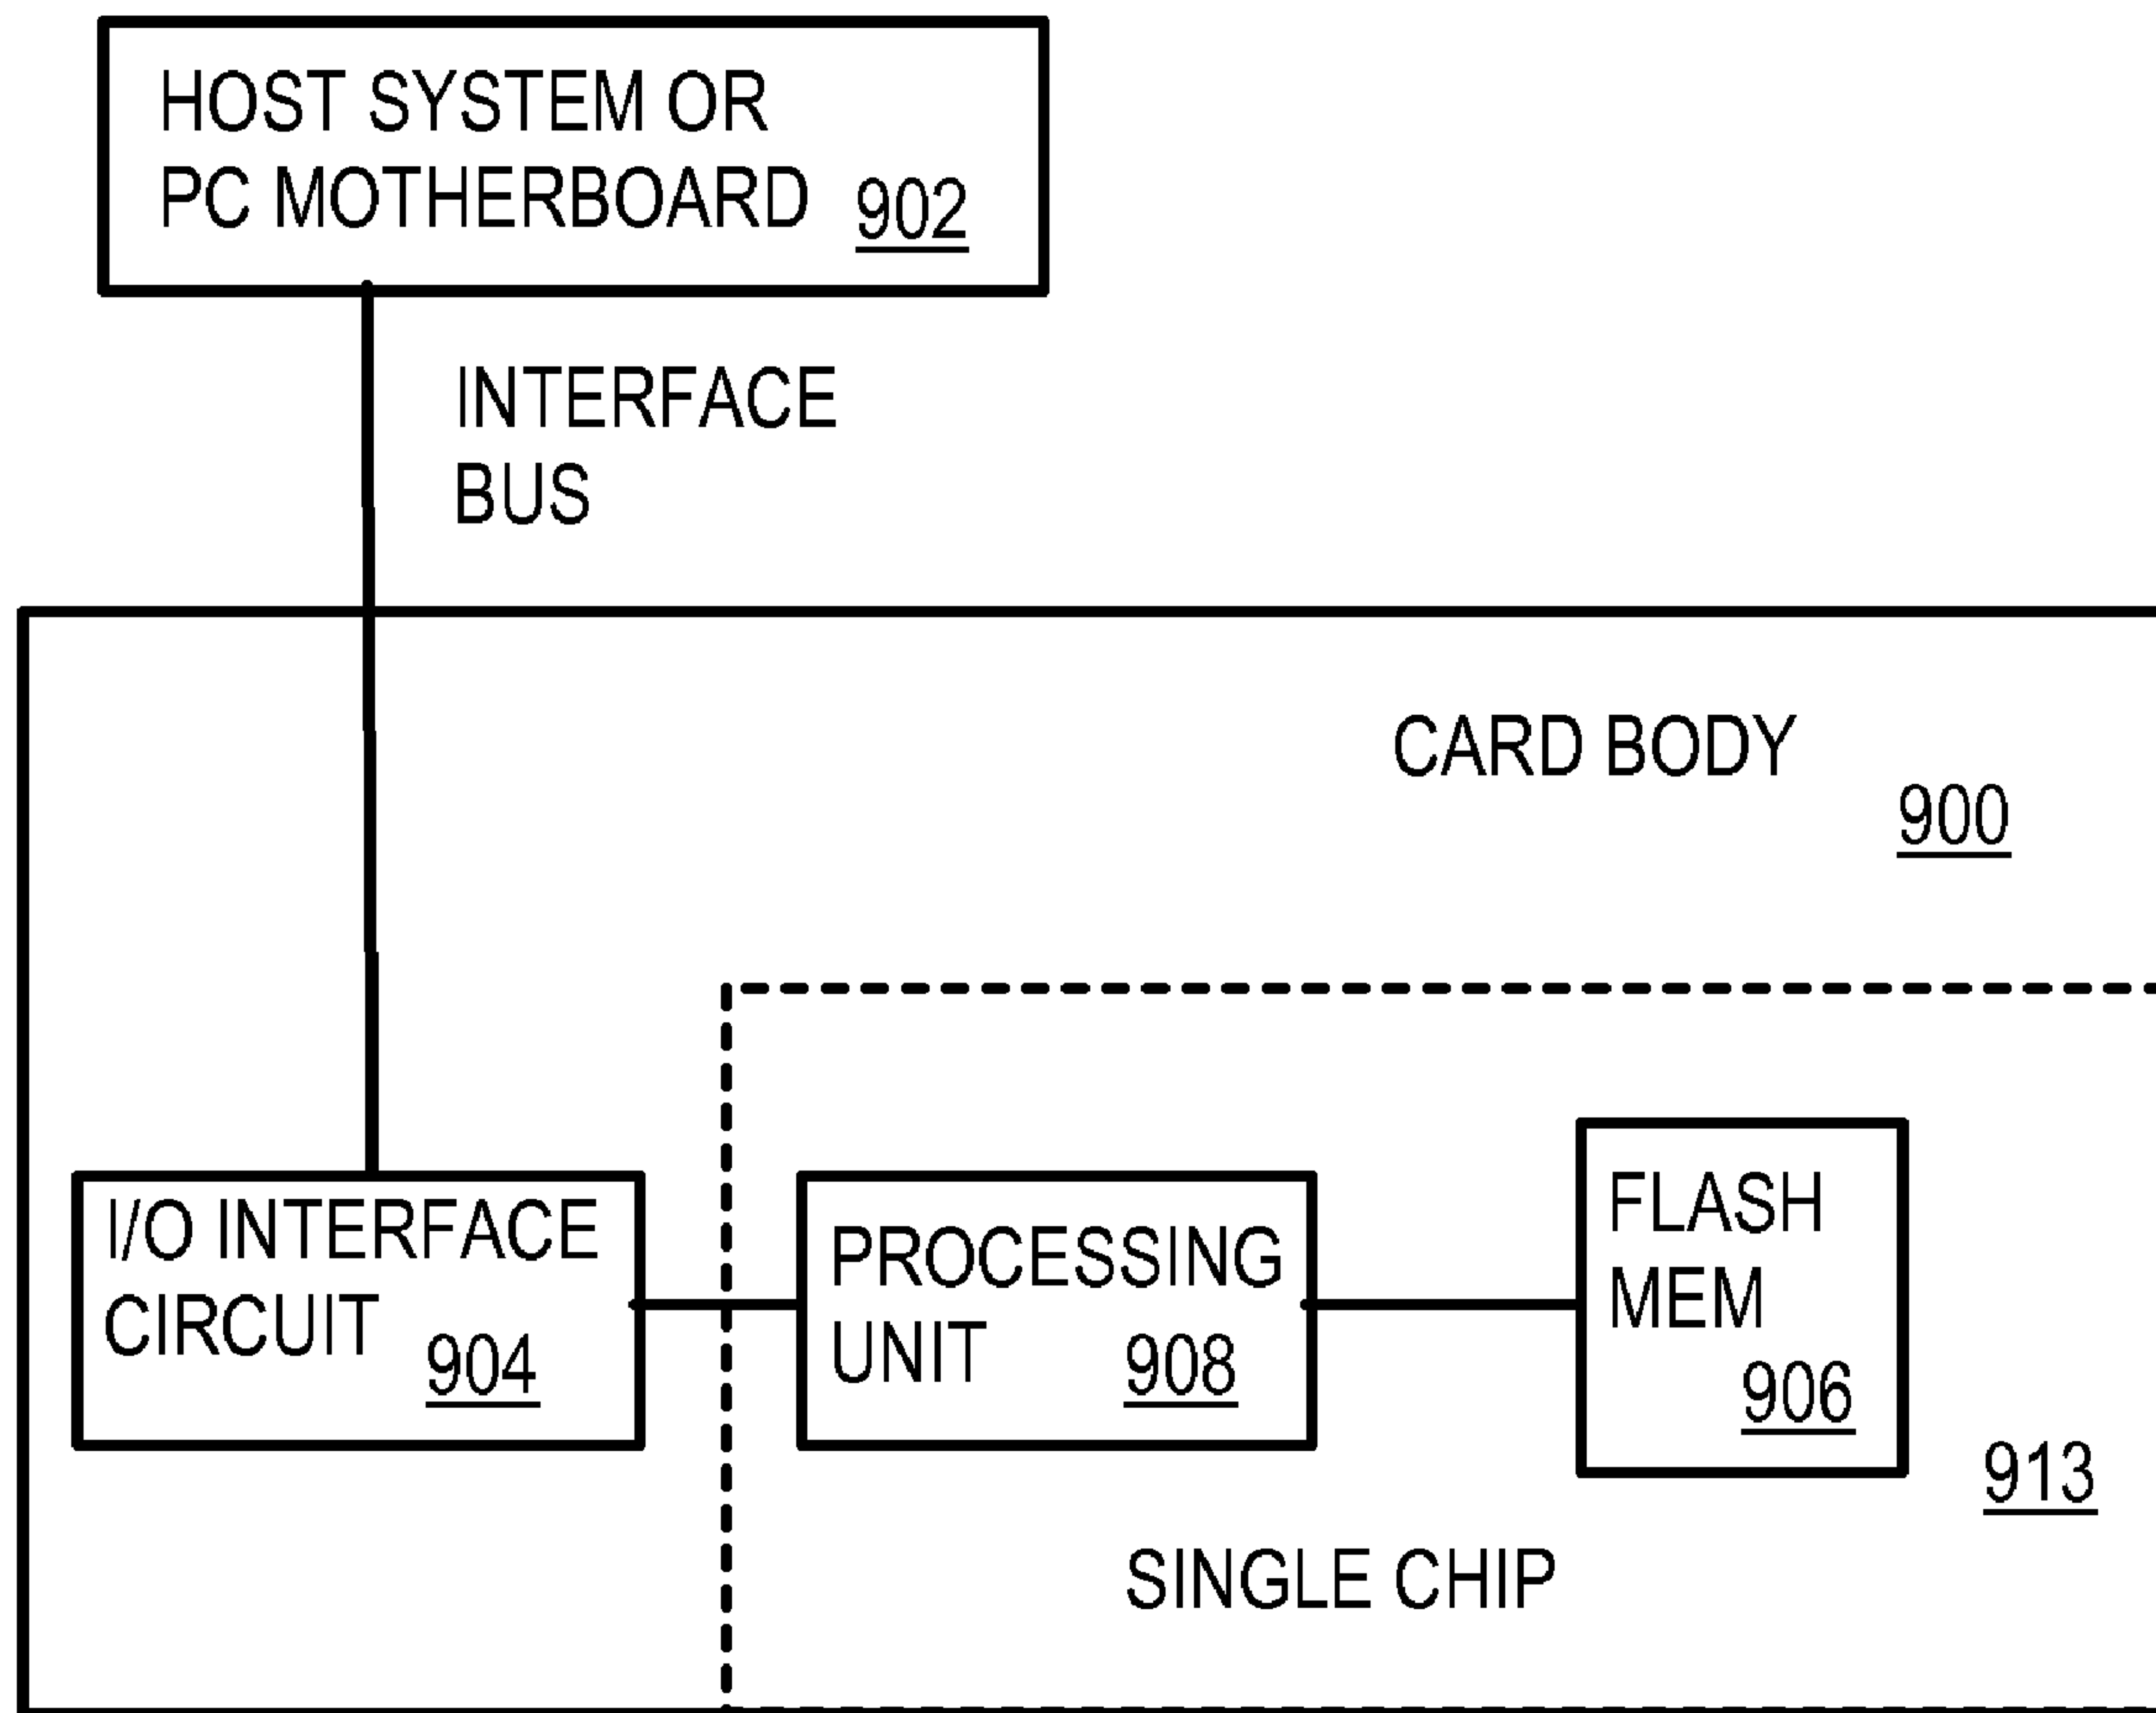 HOST SYSTEM OR
PC MOTHERBOARD 902
INTERFACE
BUS
CARD BODY
900
I/O INTERFACE
CIRCUIT 904
PROCESSING
UNIT 908
FLASH
MEM
906
913
SINGLE CHIP